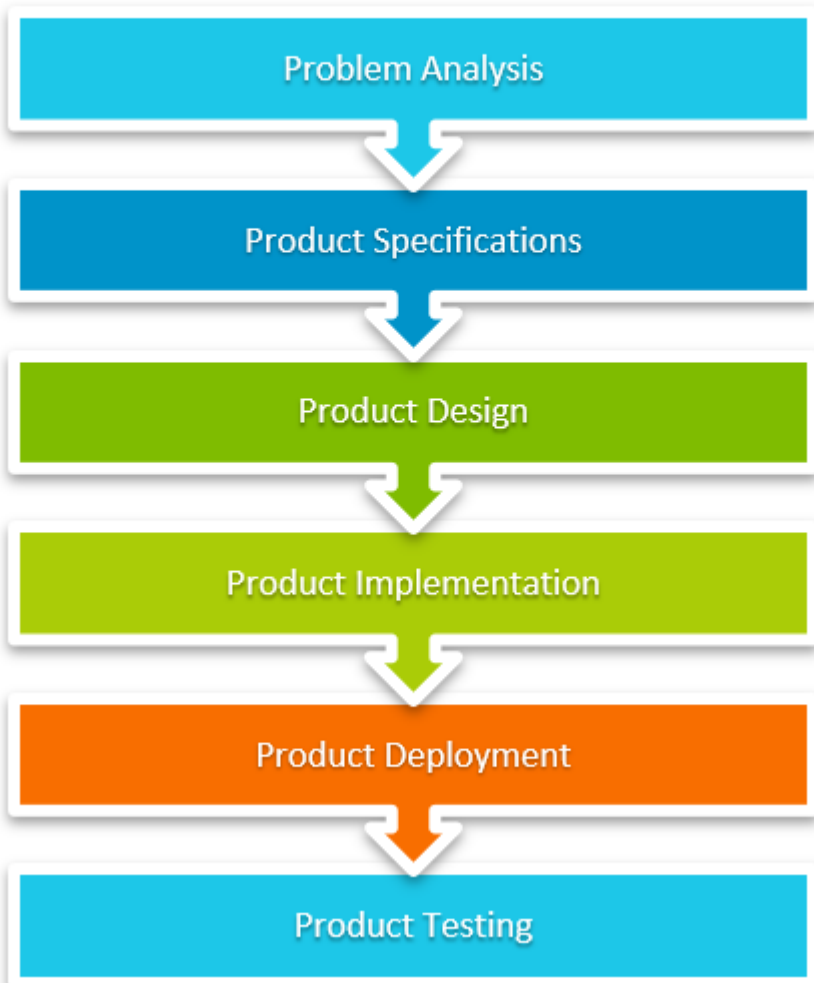 Problem Analysis
Product Specifications
Product Design
Product Implementation
Product Deployment
Product Testing